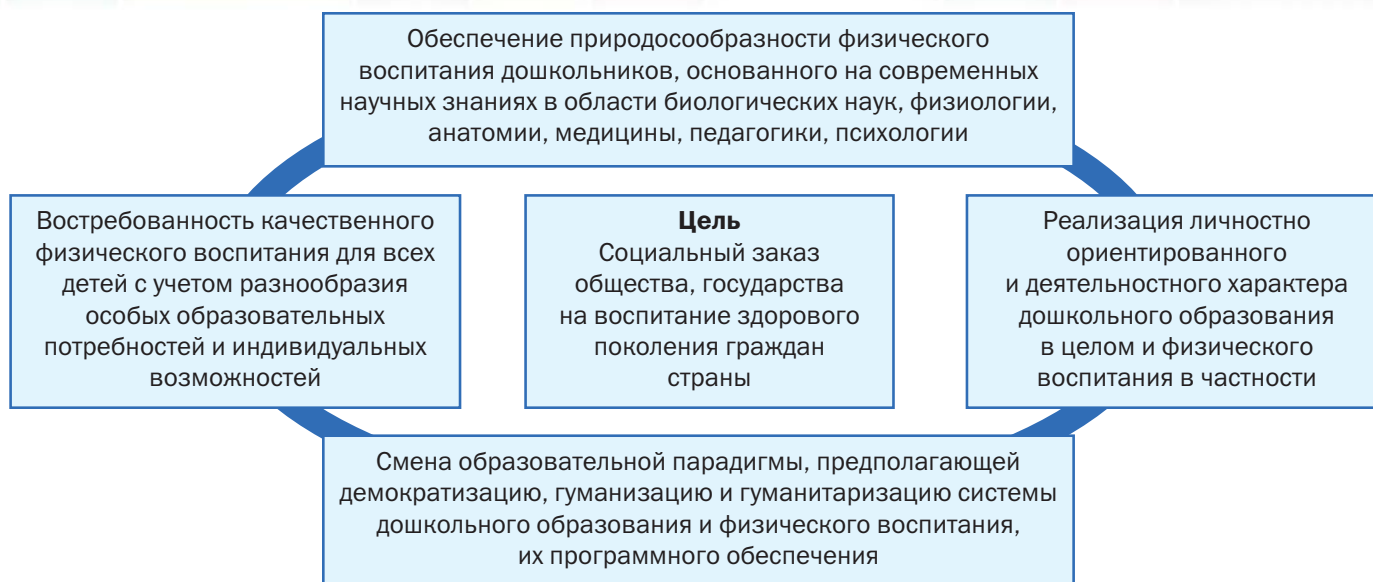 Обеспечение природосообразности физического
воспитания дошкольников, основанного на современных
научных знаниях в области биологических наук, физиологии,
анатомии, медицины, педагогики, психологии
Востребованность качественного
физического воспитания для всех
детей с учетом разнообразия
особых образовательных
потребностей и индивидуальных
возможностей
Цель
Социальный заказ
общества, государства
на воспитание здорового
поколения граждан
страны
Реализация личностно
ориентированного
и деятельностного характера
дошкольного образования
в целом и физического
воспитания в частности
Смена образовательной парадигмы, предполагающей
демократизацию, гуманизацию и гуманитаризацию системы
дошкольного образования и физического воспитания,
их программного обеспечения